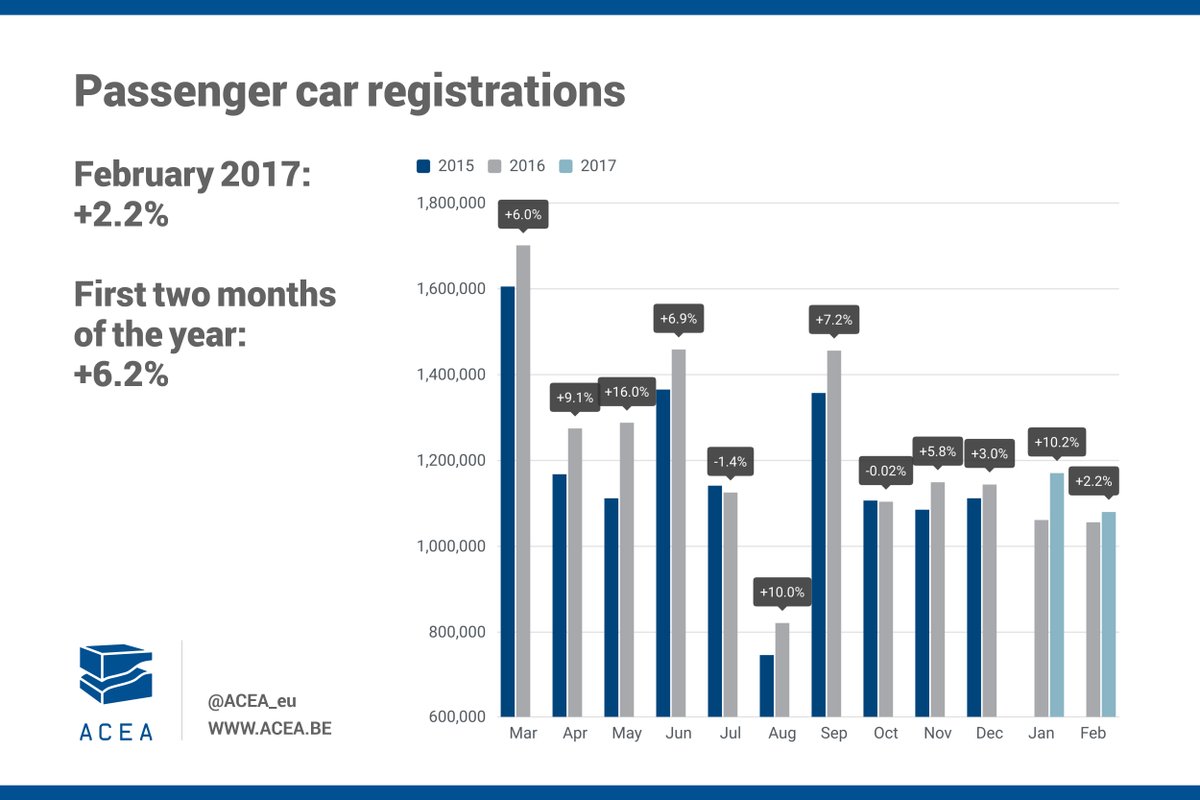 Passenger car registrations
February 2017:
+2.2%
First two months
of the year:
+6.2%
2015 2016 2017
1,800,000
1,600,000
1,400,000
1,200,000
1,000,000
800,000
600,000
+6.0%
+9.1%
+16.0%
+6.9%
-1.4%
+10.0%
+7.2%
-0.02%
+5.8%
+3.0%
+10.2%
+2.2%
Mar Apr May Jun Jul Aug Sep Oct Nov Dec Jan Feb
ACEA
@ACEA_eu
WWW.ACEA.BE